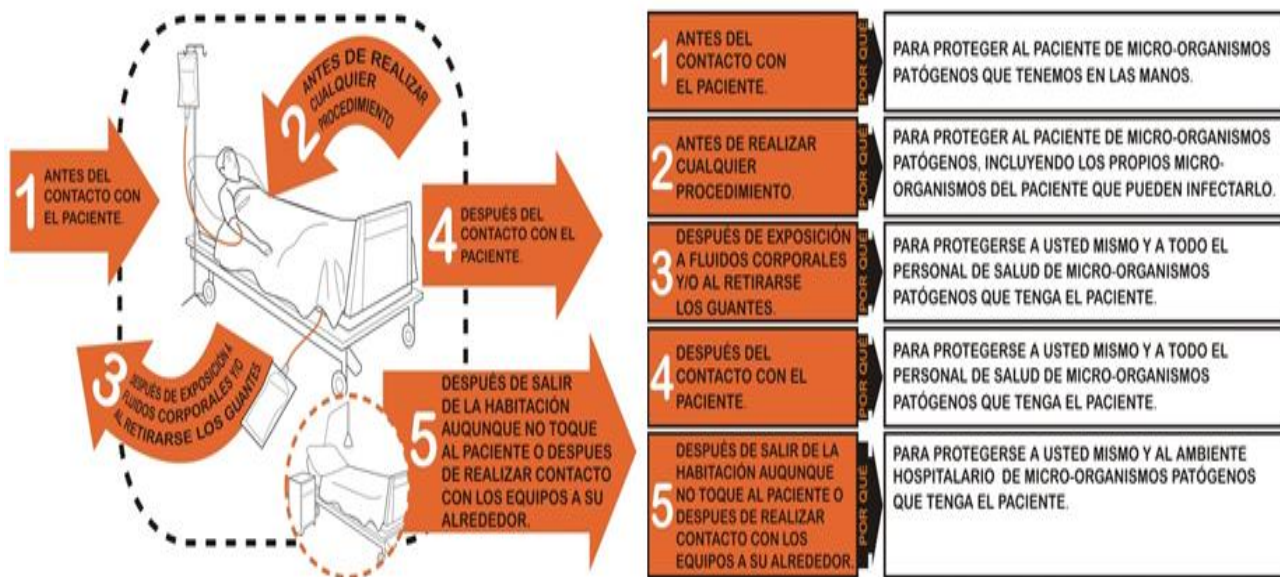 1
ANTES DEL
CONTACTO CON
EL PACIENTE.
2
ANTES DE REALIZAR
CUALQUIER
PROCEDIMIENTO
3
DESPUÉS DE EXPOSICIÓN A
FLUIDOS CORPORALES Y/O
AL RETIRARSE LOS GUANTES
4
DESPUÉS DEL
CONTACTO CON EL
PACIENTE.
5
DESPUÉS DE SALIR
DE LA HABITACIÓN
AUQUNQUE NO TOQUE
AL PACIENTE O DESPUES
DE REALIZAR CONTACTO
CON LOS EQUIPOS A SU
ALREDEDOR.
1
ANTES DEL
CONTACTO CON
EL PACIENTE.
POR QUÉ
PARA PROTEGER AL PACIENTE DE MICRO-ORGANISMOS
PATÓGENOS QUE TENEMOS EN LAS MANOS.
2
ANTES DE REALIZAR
CUALQUIER
PROCEDIMIENTO.
POR QUÉ
PARA PROTEGER AL PACIENTE DE MICRO-ORGANISMOS
PATÓGENOS, INCLUYENDO LOS PROPIOS MICRO-
ORGANISMOS DEL PACIENTE QUE PUEDEN INFECTARLO.
3
DESPUÉS DE EXPOSICIÓN
A FLUIDOS CORPORALES
Y/O AL RETIRARSE
LOS GUANTES.
POR QUÉ
PARA PROTEGERSE A USTED MISMO Y A TODO EL
PERSONAL DE SALUD DE MICRO-ORGANISMOS
PATÓGENOS QUE TENGA EL PACIENTE.
4
DESPUÉS DEL
CONTACTO CON EL
PACIENTE.
POR QUÉ
PARA PROTEGERSE A USTED MISMO Y A TODO EL
PERSONAL DE SALUD DE MICRO-ORGANISMOS
PATÓGENOS QUE TENGA EL PACIENTE.
5
DESPUÉS DE SALIR DE LA
HABITACIÓN AUQUNQUE
NO TOQUE AL PACIENTE O
DESPUES DE REALIZAR
CONTACTO CON LOS
EQUIPOS A SU ALREDEDOR.
POR QUÉ
PARA PROTEGERSE A USTED MISMO Y AL AMBIENTE
HOSPITALARIO DE MICRO-ORGANISMOS PATÓGENOS
QUE TENGA EL PACIENTE.